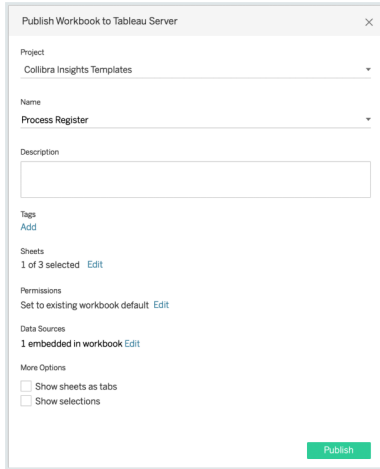 Publish Workbook to Tableau Server
Project
Collibra Insights Templates
Name
Process Register
Description
Tags
Add
Sheets
1 of 3 selected Edit
Permissions
Set to existing workbook default Edit
Data Sources
1 embedded in workbook Edit
More Options
Show sheets as tabs
Show selections
Publish